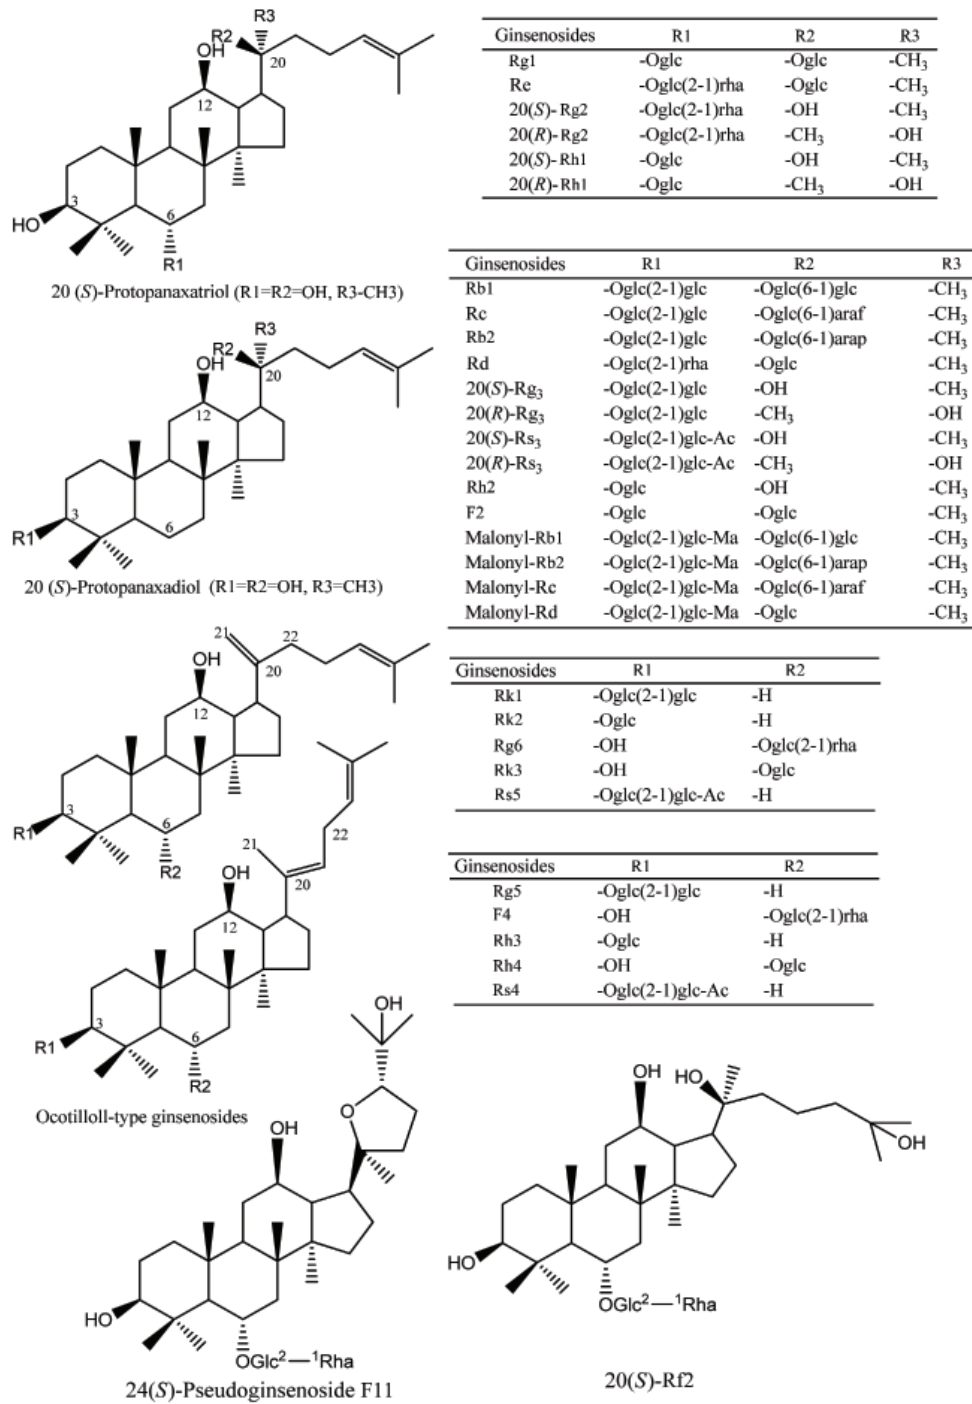 R3
R2
OH
20
12
3
6
HO
R1
20 (S)-Protopanaxatriol (R1=R2=OH, R3-CH3)
Ginsenosides R1 R2 R3
Rg1 -Oglc -Oglc -CH3
Re -Oglc(2-1)rha -Oglc -CH3
20(S)-Rg2 -Oglc(2-1)rha -OH -CH3
20(R)-Rg2 -Oglc(2-1)rha -CH3 -OH
20(S)-Rh1 -Oglc -OH -CH3
20(R)-Rh1 -Oglc -CH3 -OH
R3
R2
OH
20
12
3
6
R1
20 (S)-Protopanaxadiol (R1=R2=OH, R3=CH3)
Ginsenosides R1 R2 R3
Rb1 -Oglc(2-1)glc -Oglc(6-1)glc -CH3
Rc -Oglc(2-1)glc -Oglc(6-1)araf -CH3
Rb2 -Oglc(2-1)glc -Oglc(6-1)arap -CH3
Rd -Oglc(2-1)rha -Oglc -CH3
20(S)-Rg3 -Oglc(2-1)glc -OH -CH3
20(R)-Rg3 -Oglc(2-1)glc -CH3 -OH
20(S)-Rs3 -Oglc(2-1)glc-Ac -OH -CH3
20(R)-Rs3 -Oglc(2-1)glc-Ac -CH3 -OH
Rh2 -Oglc -OH -CH3
F2 -Oglc -Oglc -CH3
Malonyl-Rb1 -Oglc(2-1)glc-Ma -Oglc(6-1)glc -CH3
Malonyl-Rb2 -Oglc(2-1)glc-Ma -Oglc(6-1)arap -CH3
Malonyl-Rc -Oglc(2-1)glc-Ma -Oglc(6-1)araf -CH3
Malonyl-Rd -Oglc(2-1)glc-Ma -Oglc -CH3
21
22
OH
20
12
3
6
R1
R2
Ginsenosides R1 R2
Rk1 -Oglc(2-1)glc -H
Rk2 -Oglc -H
Rg6 -OH -Oglc(2-1)rha
Rk3 -OH -Oglc
Rs5 -Oglc(2-1)glc-Ac -H
22
21
OH
20
12
3
6
R1
R2
Ginsenosides R1 R2
Rg5 -Oglc(2-1)glc -H
F4 -OH -Oglc(2-1)rha
Rh3 -Oglc -H
Rh4 -OH -Oglc
Rs4 -Oglc(2-1)glc-Ac -H
Ocotilloll-type ginsenosides
OH
O
OH
HO
OGlc2—1Rha
24(S)-Pseudoginsenoside F11
OH
HO
OH
HO
OGlc2—1Rha
20(S)-Rf2